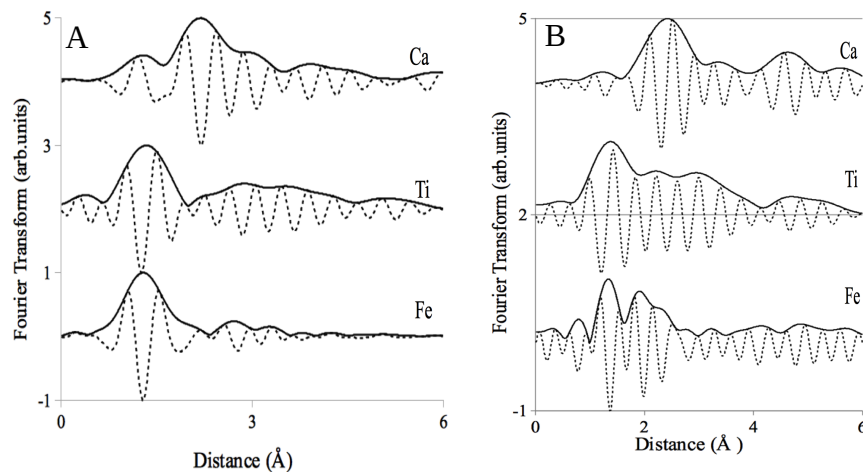 A
Fourier Transform (arb.units)
5
3
1
-1
Ca
Ti
Fe
0
3
6
Distance (Å)
B
Fourier Transform (arb.units)
5
2
-1
Ca
Ti
Fe
0
2
4
6
Distance (Å )